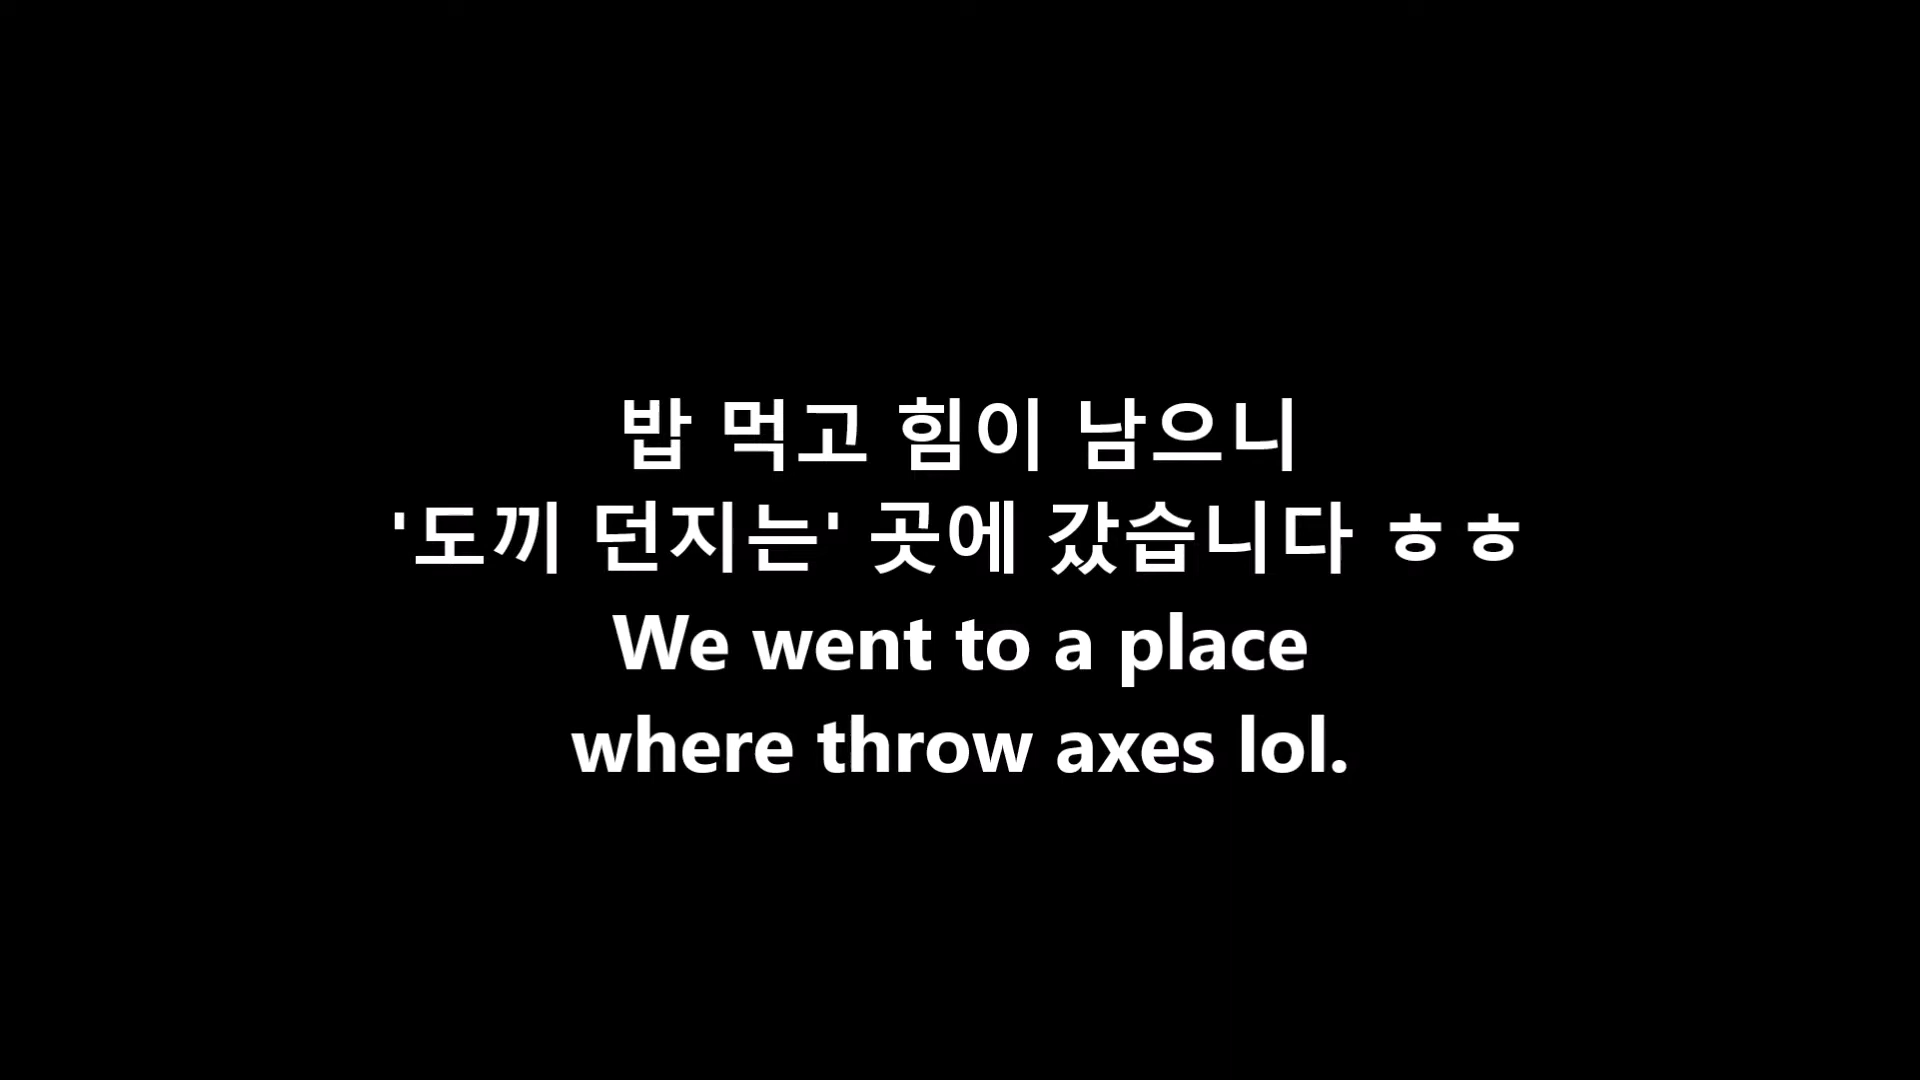 밥 먹고 힘이 남으니
'도끼 던지는' 곳에 갔습니다 ㅎㅎ
We went to a place
where throw axes lol.